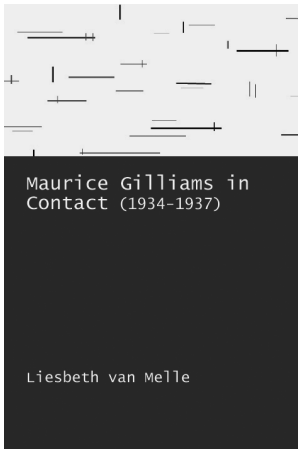 Maurice Gilliams in
Contact (1934-1937)
Liesbeth van Melle